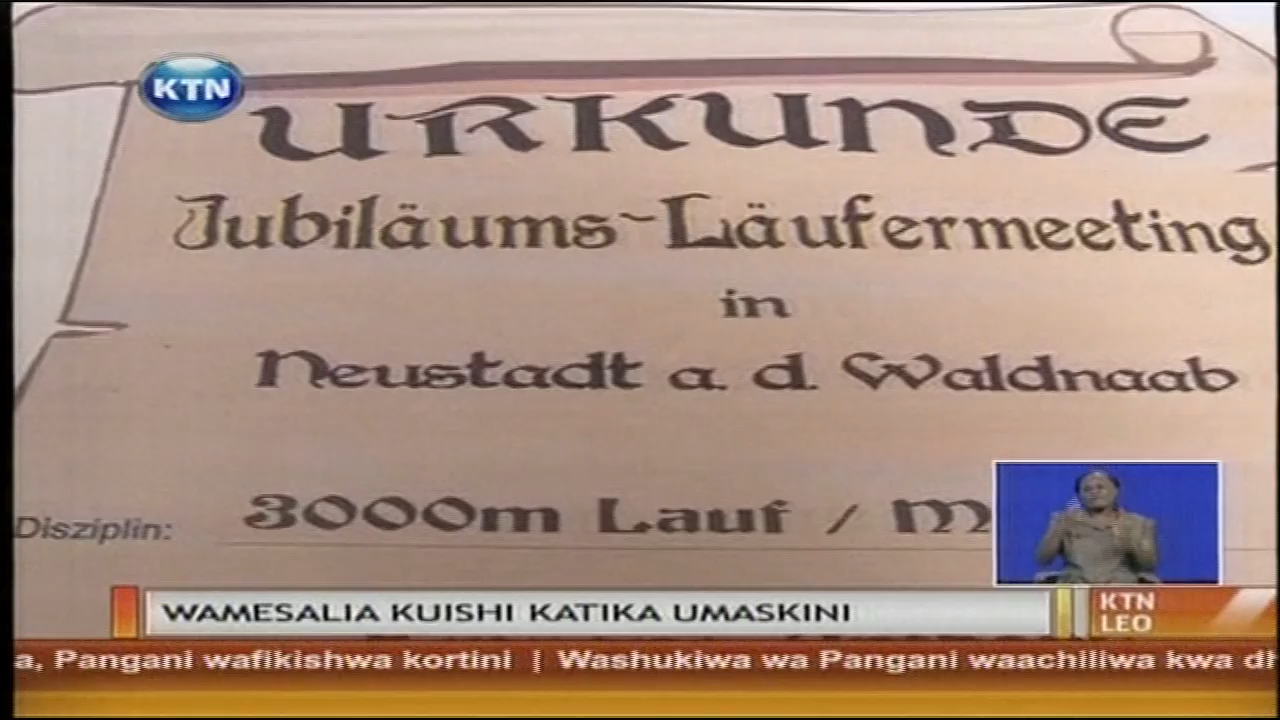 KTN
URKUNDE
Jubiläums-Läufermeeting
in
Neustadt a. d. Waldnaab
Disziplin: 3000m Lauf / M
WAMESALIA KUISHI KATIKA UMASKINI
KTN
LEO
a, Pangani wafikishwa kortini | Washukiwa wa Pangani waachiliwa kwa dh